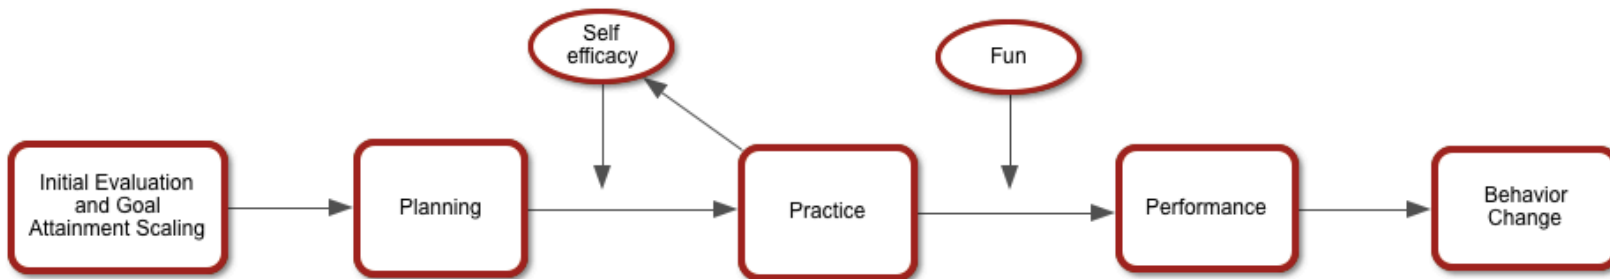 Self
efficacy
Fun
Initial Evaluation
and Goal
Attainment Scaling
Planning
Practice
Performance
Behavior
Change